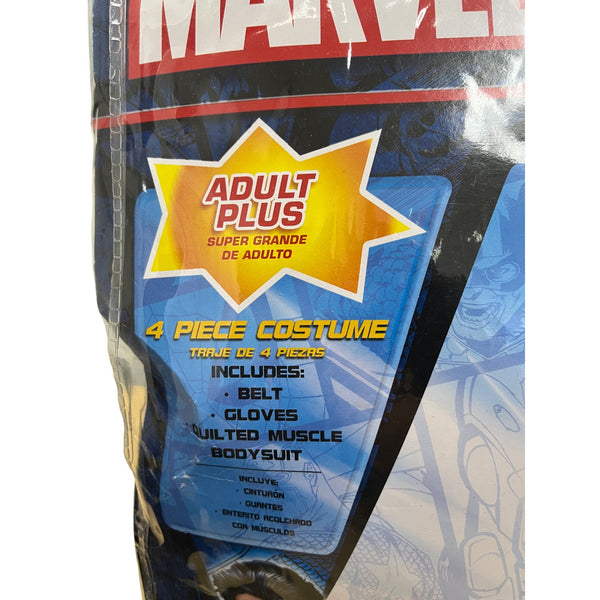 MARVEL
ADULT
PLUS
SUPER GRANDE
DE ADULTO
4 PIECE COSTUME
TRAJE DE 4 PIEZAS
INCLUDES:
• BELT
• GLOVES
• QUILTED MUSCLE
BODYSUIT
INCLUYE:
• CINTURÓN
• GUANTES
• ENTERITO ACOLCHADO
CON MÚSCULOS